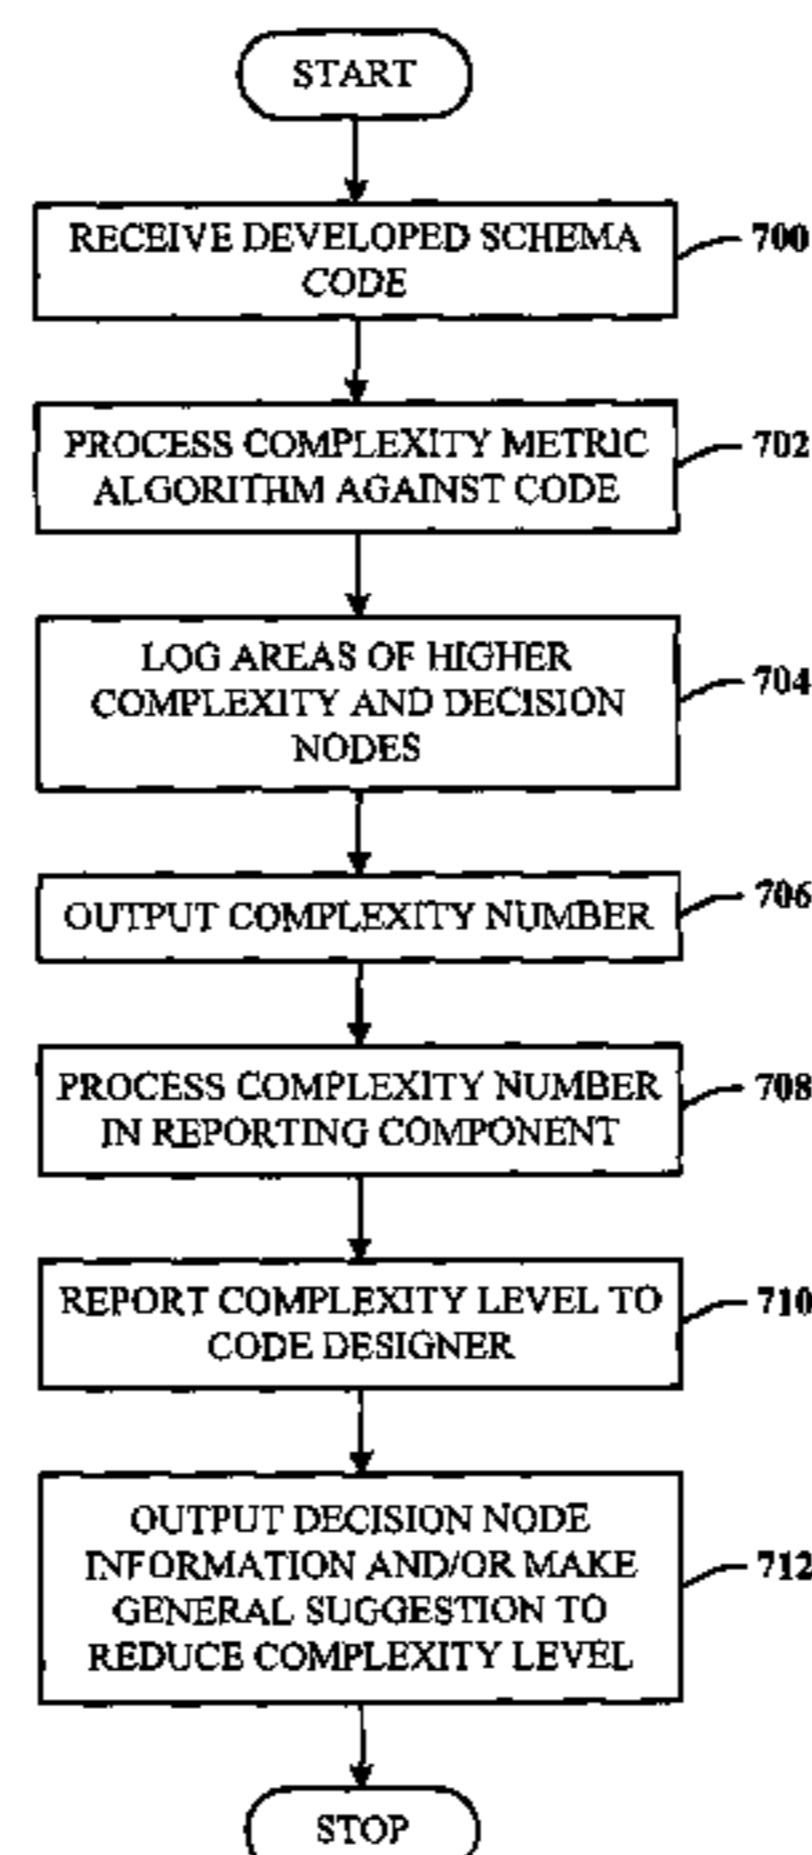 START
RECEIVE DEVELOPED SCHEMA
CODE
700
PROCESS COMPLEXITY METRIC
ALGORITHM AGAINST CODE
702
LOG AREAS OF HIGHER
COMPLEXITY AND DECISION
NODES
704
OUTPUT COMPLEXITY NUMBER
706
PROCESS COMPLEXITY NUMBER
IN REPORTING COMPONENT
708
REPORT COMPLEXITY LEVEL TO
CODE DESIGNER
710
OUTPUT DECISION NODE
INFORMATION AND/OR MAKE
GENERAL SUGGESTION TO
REDUCE COMPLEXITY LEVEL
712
STOP